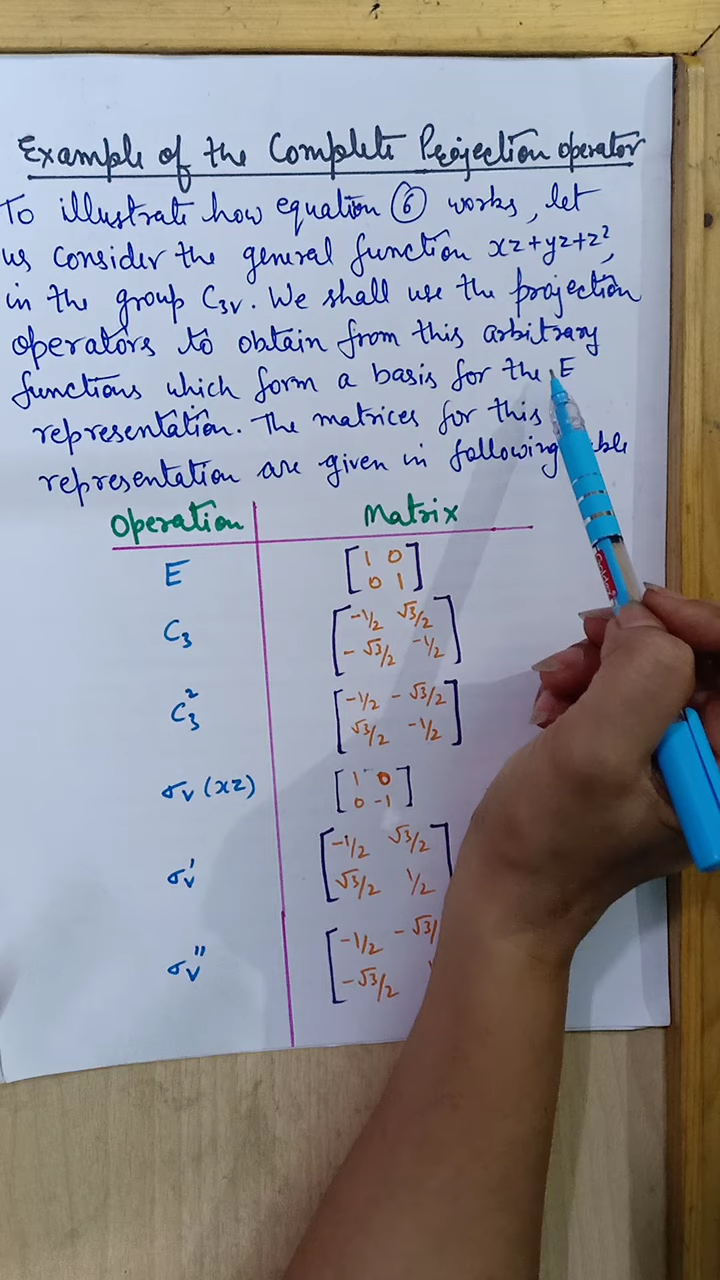 Example of the Complete Projection operator
To illustrate how equation ⑥ works, let
us consider the general function xz+yz+z²,
in the group C₃ᵥ. We shall use the projection
operators to obtain from this arbitrary
functions which form a basis for the E
representation. The matrices for this
representation are given in following
Operation Matrix
E [1 0
0 1]
C₃ [-1/2 √3/2
-√3/2 -1/2]
C₃² [-1/2 -√3/2
√3/2 -1/2]
σᵥ (xz) [1 0
0 -1]
σᵥ' [-1/2 √3/2
√3/2 1/2]
σᵥ'' [-1/2 -√3/
-√3/2